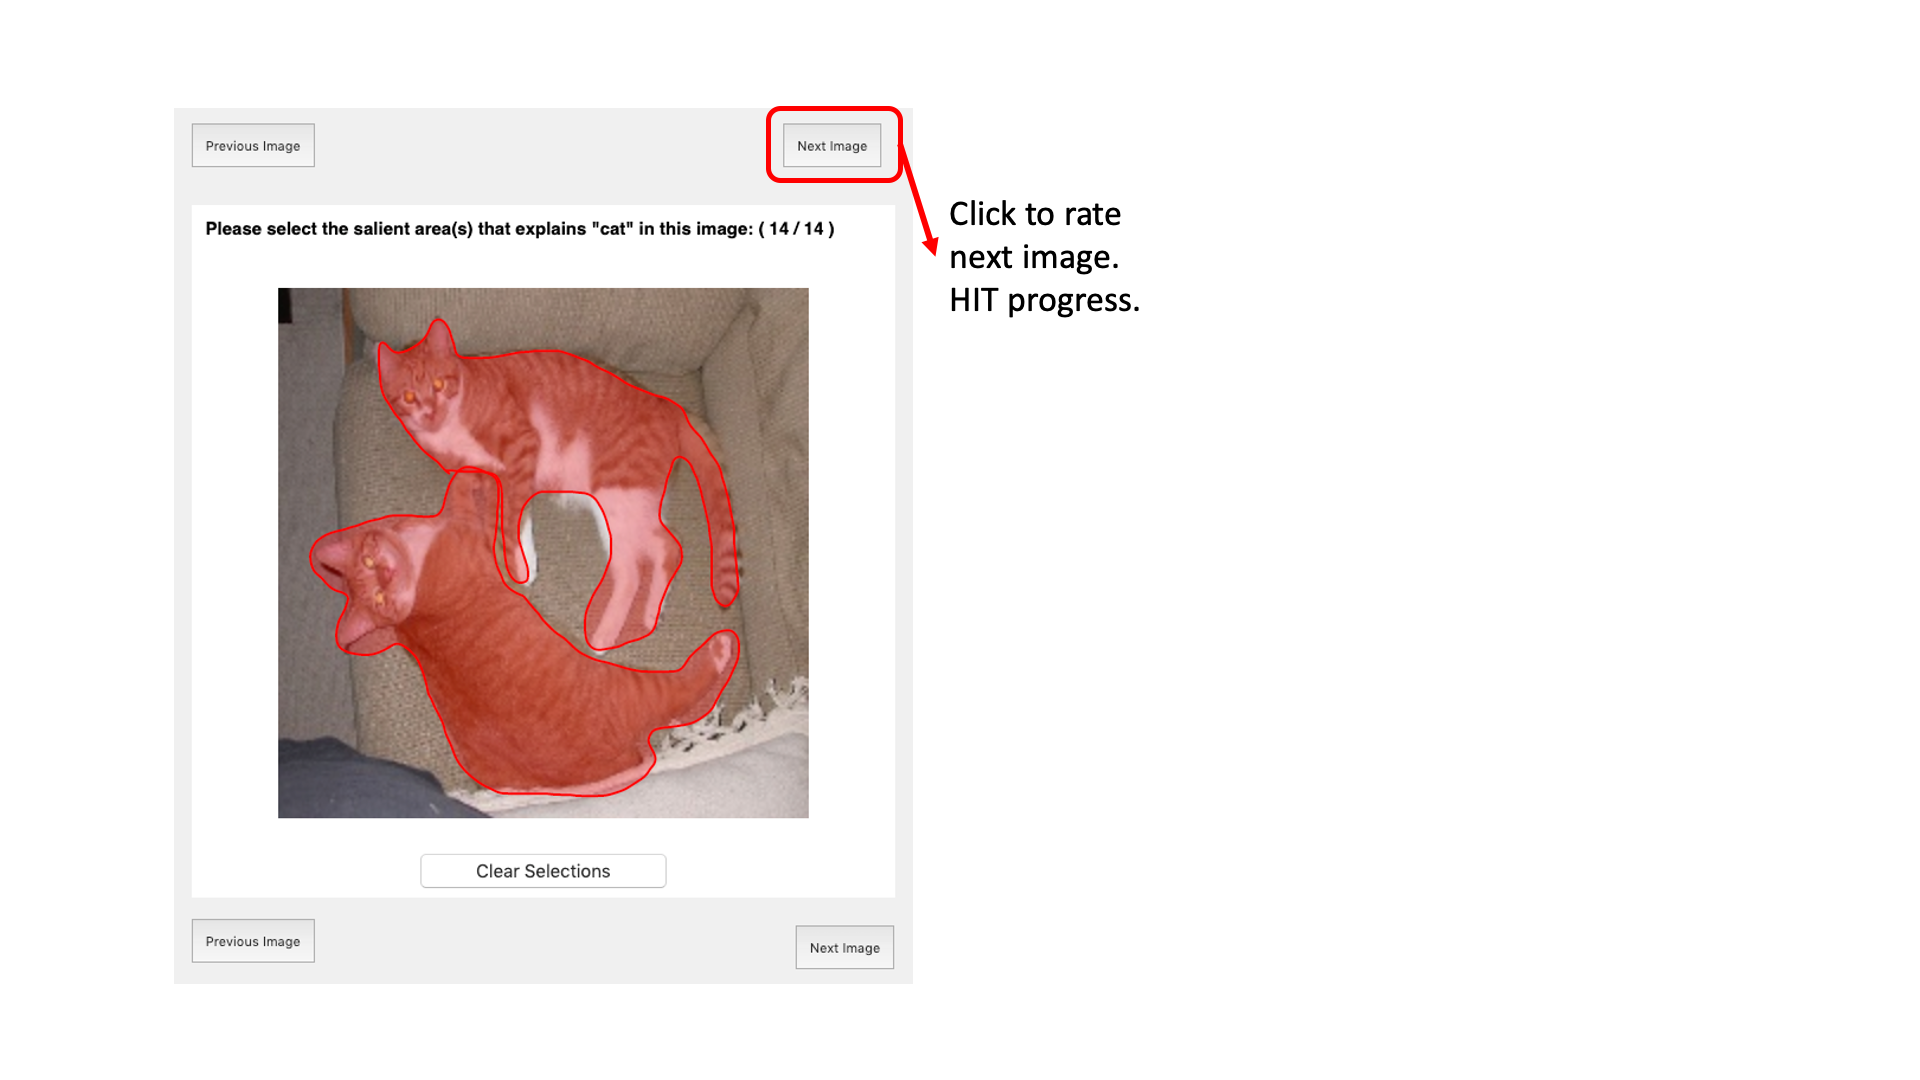 Previous Image
Next Image
Please select the salient area(s) that explains "cat" in this image: ( 14 / 14 )
Click to rate
next image.
HIT progress.
Clear Selections
Previous Image
Next Image